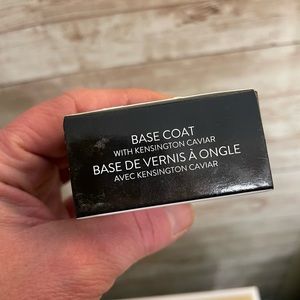 BASE COAT
WITH KENSINGTON CAVIAR
BASE DE VERNIS À ONGLE
AVEC KENSINGTON CAVIAR